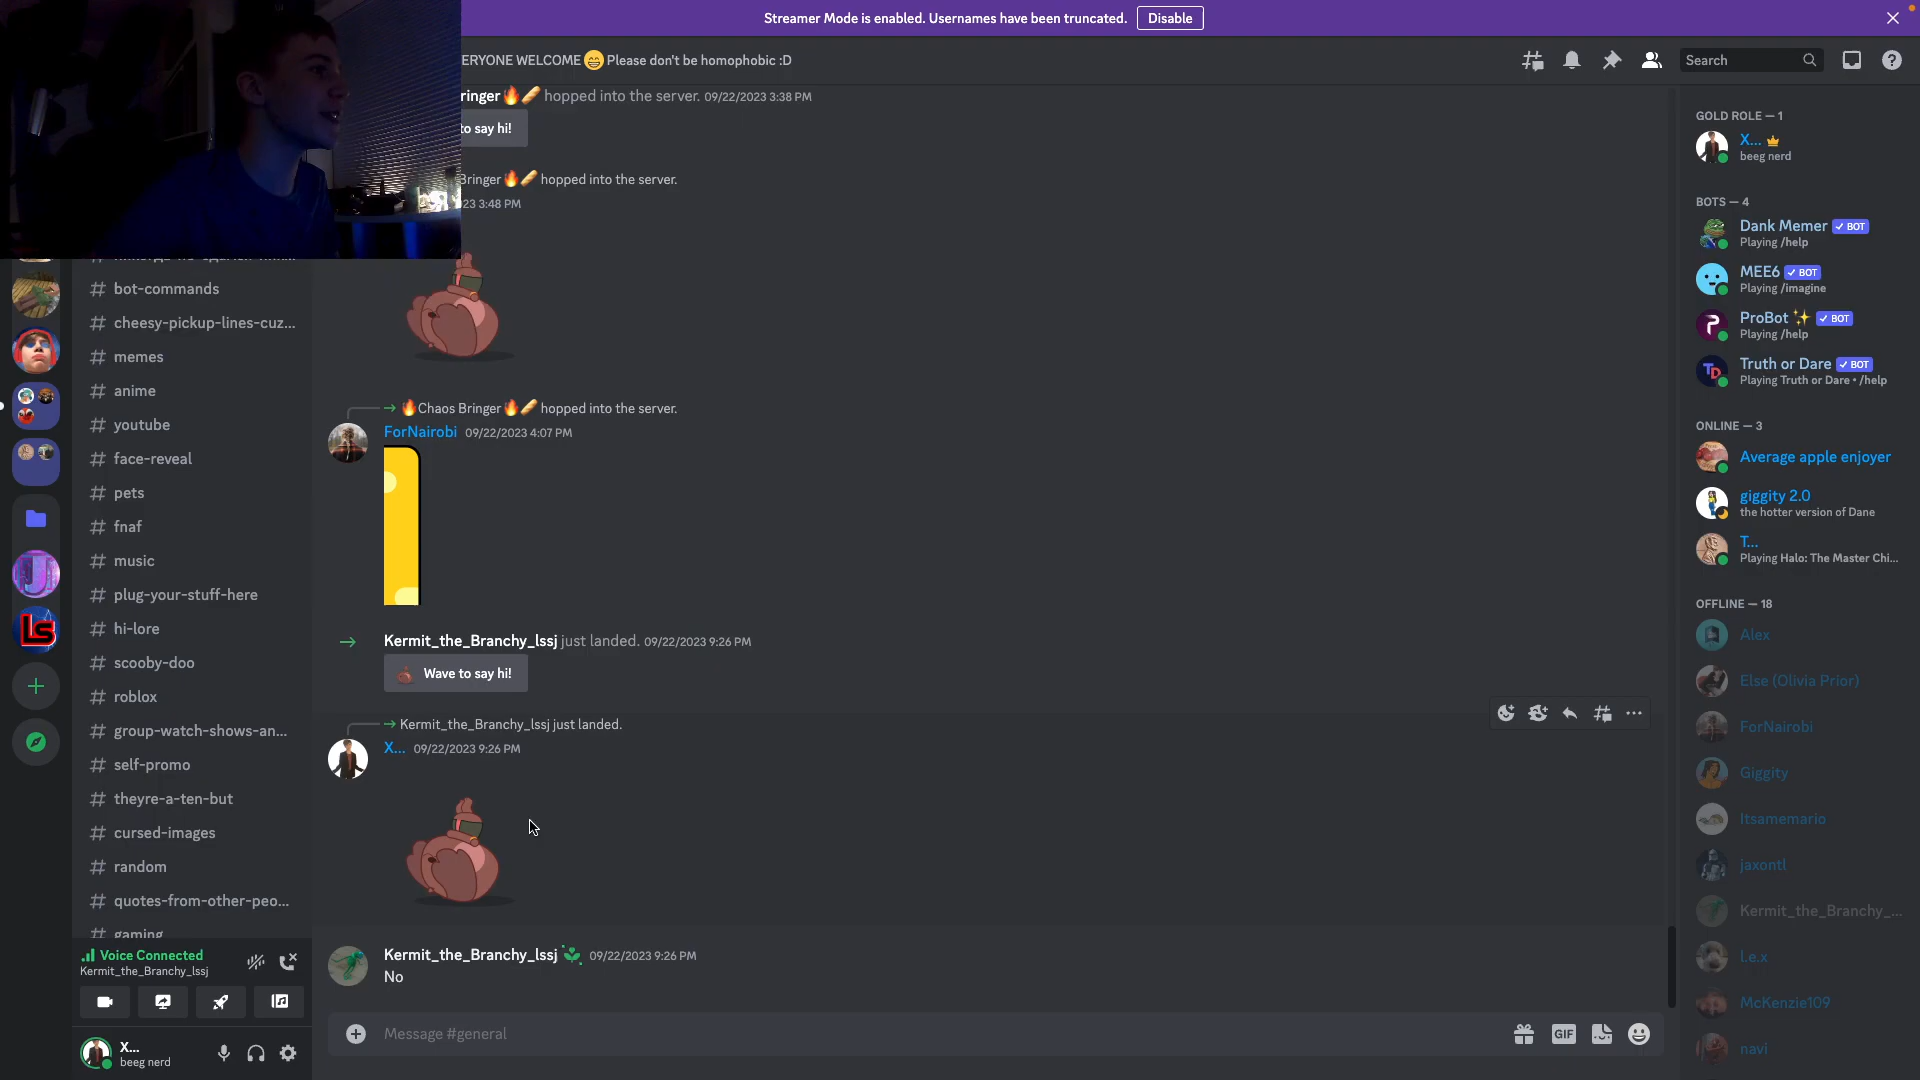 Streamer Mode is enabled. Usernames have been truncated. Disable
ERYONE WELCOME 😁 Please don't be homophobic :D
Search
ringer🔥🥖 hopped into the server. 09/22/2023 3:38 PM
to say hi!
Bringer🔥🥖 hopped into the server.
23 3:48 PM
🔥Chaos Bringer🔥🥖 hopped into the server.
ForNairobi 09/22/2023 4:07 PM
Kermit_the_Branchy_lssj just landed. 09/22/2023 9:26 PM
Wave to say hi!
Kermit_the_Branchy_lssj just landed.
X... 09/22/2023 9:26 PM
Kermit_the_Branchy_lssj 09/22/2023 9:26 PM
No
Message #general
GIF
# bot-commands
# cheesy-pickup-lines-cuz...
# memes
# anime
# youtube
# face-reveal
# pets
# fnaf
# music
# plug-your-stuff-here
# hi-lore
# scooby-doo
# roblox
# group-watch-shows-an...
# self-promo
# theyre-a-ten-but
# cursed-images
# random
# quotes-from-other-peo...
# gaming
J
LS
Voice Connected
Kermit_the_Branchy_lssj
X...
beeg nerd
GOLD ROLE — 1
X...
beeg nerd
BOTS — 4
Dank Memer ✓ BOT
Playing /help
MEE6 ✓ BOT
Playing /imagine
ProBot ✨ ✓ BOT
Playing /help
TD
Truth or Dare ✓ BOT
Playing Truth or Dare • /help
ONLINE — 3
Average apple enjoyer
giggity 2.0
the hotter version of Dane
T...
Playing Halo: The Master Chi...
OFFLINE — 18
Alex
Else (Olivia Prior)
ForNairobi
Giggity
Itsamemario
jaxontl
Kermit_the_Branchy_...
l.e.x
McKenzie109
navi